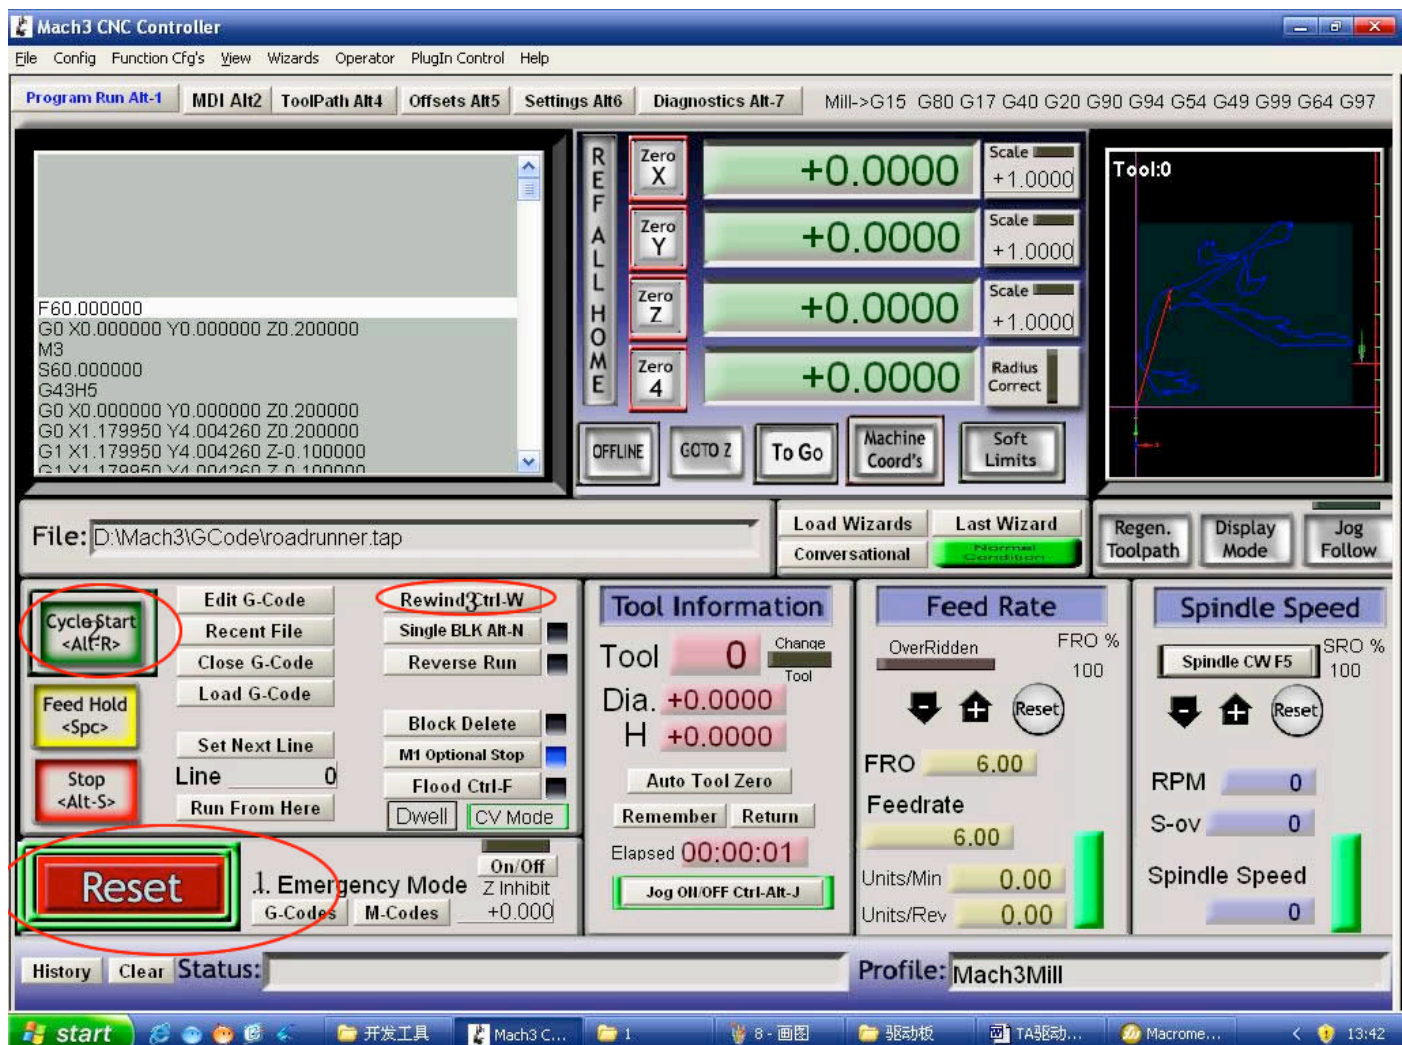 Mach3 CNC Controller
File Config Function Cfg's View Wizards Operator PlugIn Control Help
Program Run Alt-1 MDI Alt2 ToolPath Alt4 Offsets Alt5 Settings Alt6 Diagnostics Alt-7 Mill->G15 G80 G17 G40 G20 G90 G94 G54 G49 G99 G64 G97
F60.000000
G0 X0.000000 Y0.000000 Z0.200000
M3
S60.000000
G43H5
G0 X0.000000 Y0.000000 Z0.200000
G0 X1.179950 Y4.004260 Z0.200000
G1 X1.179950 Y4.004260 Z-0.100000
G1 X1.179950 Y4.004260 Z-0.100000
REF ALL HOME
Zero X +0.0000 Scale +1.0000
Zero Y +0.0000 Scale +1.0000
Zero Z +0.0000 Scale +1.0000
Zero 4 +0.0000 Radius Correct
OFFLINE GOTO Z To Go Machine Coord's Soft Limits
Tool:0
File: D:\Mach3\GCode\roadrunner.tap
Load Wizards Last Wizard
Conversational Normal Condition
Regen. Toolpath Display Mode Jog Follow
Cycle Start <Alt-R> 2
Feed Hold <Spc>
Stop <Alt-S>
Edit G-Code
Recent File
Close G-Code
Load G-Code
Set Next Line
Line 0
Run From Here
Rewind Ctrl-W 3
Single BLK Alt-N
Reverse Run
Block Delete
M1 Optional Stop
Flood Ctrl-F
Dwell CV Mode
Reset 1. Emergency Mode
G-Codes M-Codes
On/Off
Z Inhibit
+0.000
Tool Information
Tool 0 Change Tool
Dia. +0.0000
H +0.0000
Auto Tool Zero
Remember Return
Elapsed 00:00:01
Jog ON/OFF Ctrl-Alt-J
Feed Rate
OverRidden FRO % 100
Reset
FRO 6.00
Feedrate
6.00
Units/Min 0.00
Units/Rev 0.00
Spindle Speed
Spindle CW F5 SRO % 100
Reset
RPM 0
S-ov 0
Spindle Speed
0
History Clear Status: Profile: Mach3Mill
start 开发工具 Mach3 C... 1 8 - 画图 驱动板 TA驱动... Macrome... 13:42